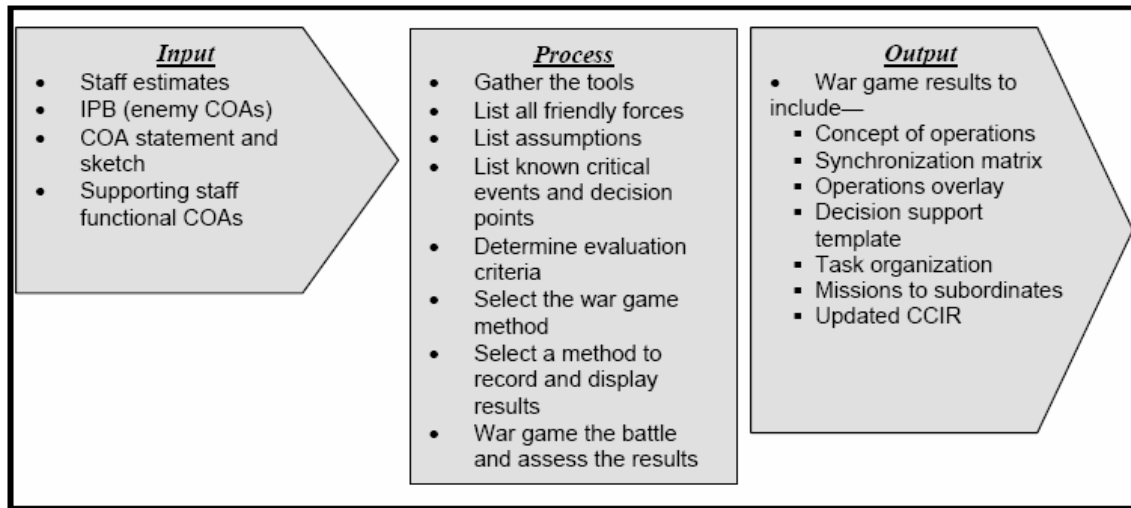 Input
• Staff estimates
• IPB (enemy COAs)
• COA statement and
sketch
• Supporting staff
functional COAs
Process
• Gather the tools
• List all friendly forces
• List assumptions
• List known critical
events and decision
points
• Determine evaluation
criteria
• Select the war game
method
• Select a method to
record and display
results
• War game the battle
and assess the results
Output
• War game results to
include—
▪ Concept of operations
▪ Synchronization matrix
▪ Operations overlay
▪ Decision support
template
▪ Task organization
▪ Missions to subordinates
▪ Updated CCIR